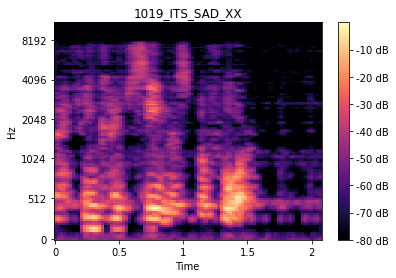 1019_ITS_SAD_XX
8192
4096
2048
1024
512
0
Hz
0
0.5
1
1.5
2
Time
-10 dB
-20 dB
-30 dB
-40 dB
-50 dB
-60 dB
-70 dB
-80 dB